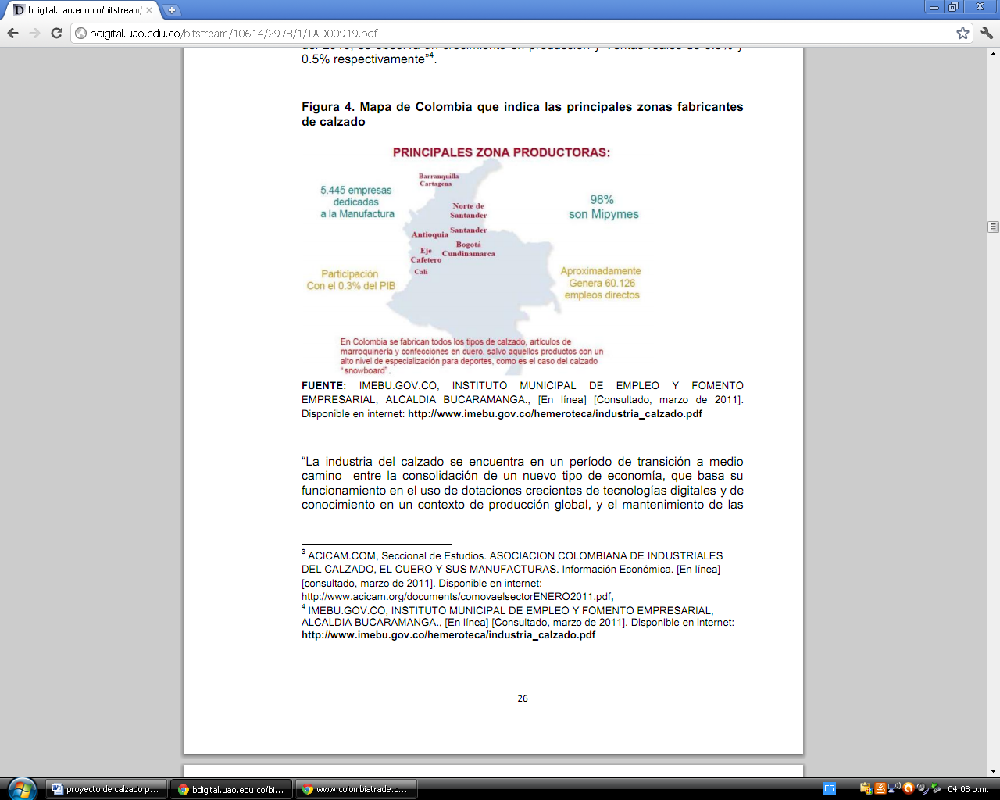 bdigital.uao.edu.co/bitstream/
bdigital.uao.edu.co/bitstream/10614/2978/1/TAD00919.pdf
0.5% respectivamente”4.
Figura 4. Mapa de Colombia que indica las principales zonas fabricantes
de calzado
PRINCIPALES ZONA PRODUCTORAS:
Barranquilla
Cartagena
5.445 empresas
dedicadas
a la Manufactura
98%
son Mipymes
Norte de
Santander
Antioquia
Santander
Bogotá
Cundinamarca
Eje
Cafetero
Cali
Participación
Con el 0.3% del PIB
Aproximadamente
Genera 60.126
empleos directos
En Colombia se fabrican todos los tipos de calzado, artículos de
marroquinería y confecciones en cuero, salvo aquellos productos con un
alto nivel de especialización para deportes, como es el caso del calzado
“snowboard”.
FUENTE: IMEBU.GOV.CO, INSTITUTO MUNICIPAL DE EMPLEO Y FOMENTO
EMPRESARIAL, ALCALDIA BUCARAMANGA., [En línea] [Consultado, marzo de 2011].
Disponible en internet: http://www.imebu.gov.co/hemeroteca/industria_calzado.pdf
“La industria del calzado se encuentra en un período de transición a medio
camino entre la consolidación de un nuevo tipo de economía, que basa su
funcionamiento en el uso de dotaciones crecientes de tecnologías digitales y de
conocimiento en un contexto de producción global, y el mantenimiento de las
3 ACICAM.COM, Seccional de Estudios. ASOCIACION COLOMBIANA DE INDUSTRIALES
DEL CALZADO, EL CUERO Y SUS MANUFACTURAS. Información Económica. [En línea]
[consultado, marzo de 2011]. Disponible en internet:
http://www.acicam.org/documents/comovaelsectorENERO2011.pdf,
4 IMEBU.GOV.CO, INSTITUTO MUNICIPAL DE EMPLEO Y FOMENTO EMPRESARIAL,
ALCALDIA BUCARAMANGA., [En línea] [Consultado, marzo de 2011]. Disponible en internet:
http://www.imebu.gov.co/hemeroteca/industria_calzado.pdf
26
proyecto de calzado p...
bdigital.uao.edu.co/bi...
www.colombiatrade.c...
ES
04:08 p.m.